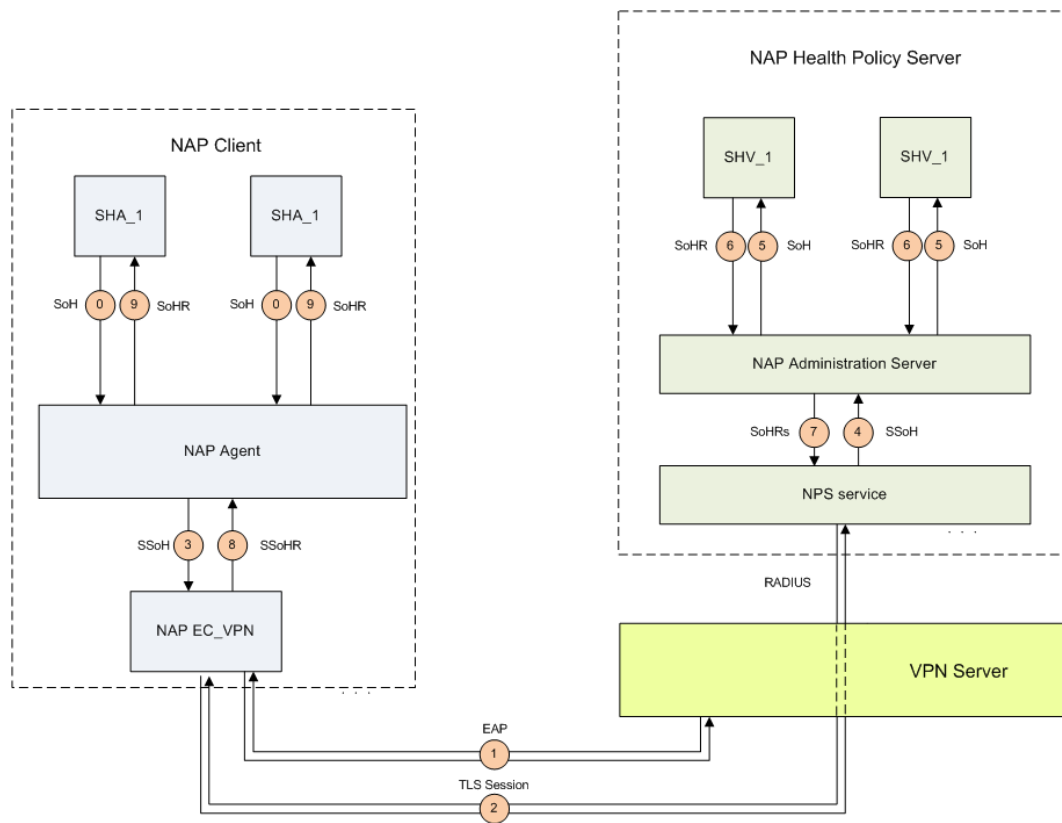 NAP Health Policy Server
NAP Client
SHV_1
SHV_1
SHA_1
SHA_1
SoHR 6 5 SoH
SoHR 6 5 SoH
SoH 0 9 SoHR
SoH 0 9 SoHR
NAP Administration Server
NAP Agent
SoHRs 7 4 SSoH
NPS service
. . .
SSoH 3 8 SSoHR
RADIUS
NAP EC_VPN
VPN Server
. . .
EAP
1
TLS Session
2